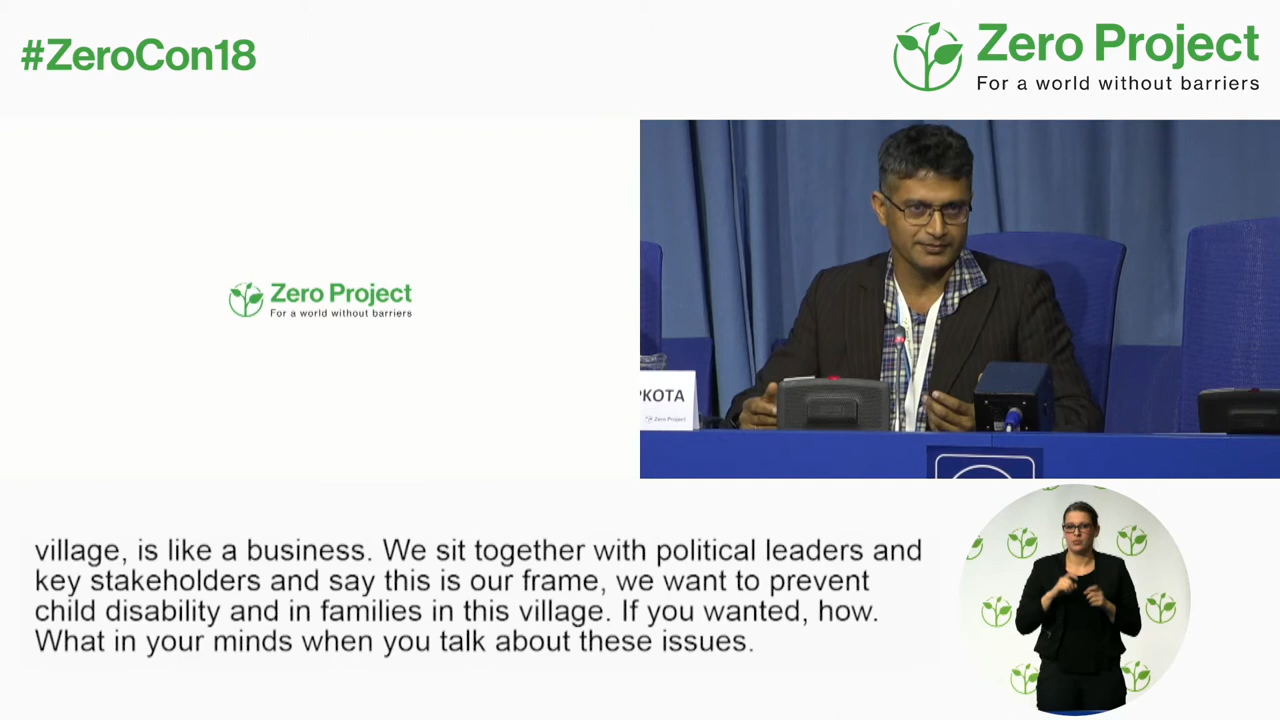 #ZeroCon18
Zero Project
For a world without barriers
Zero Project
For a world without barriers
PKOTA
Zero Project
village, is like a business. We sit together with political leaders and
key stakeholders and say this is our frame, we want to prevent
child disability and in families in this village. If you wanted, how.
What in your minds when you talk about these issues.